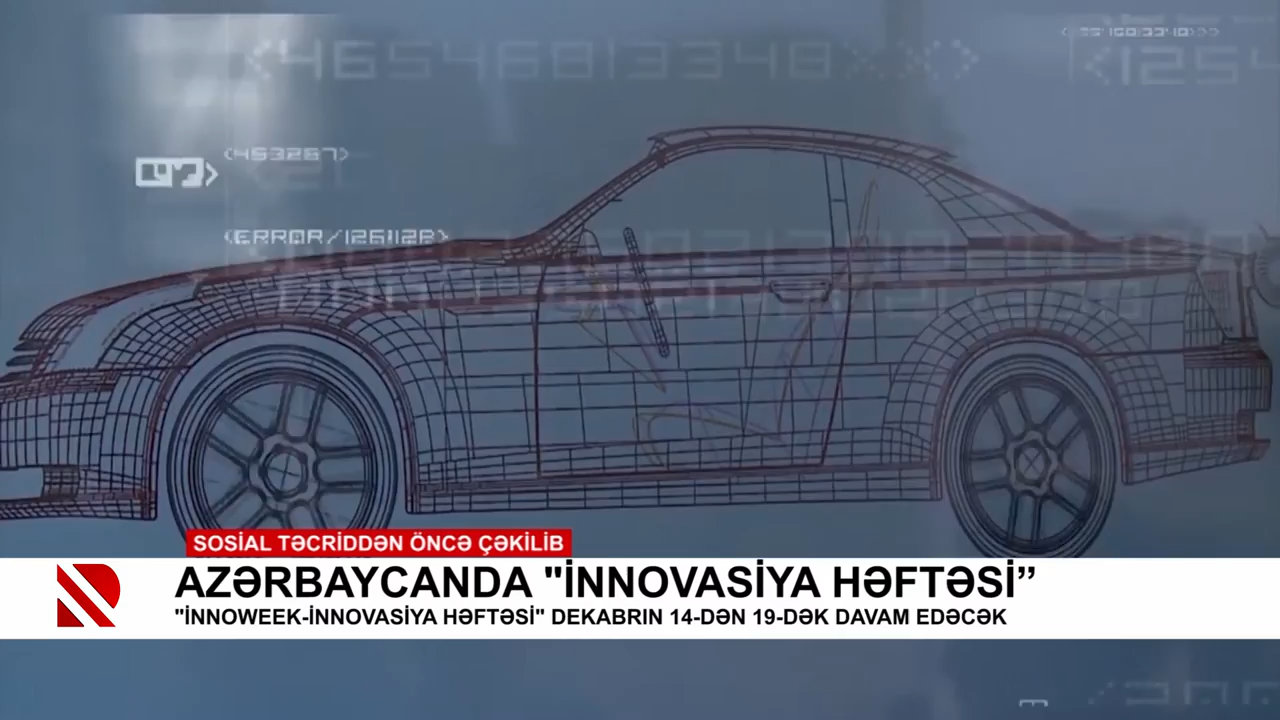 <46546813348XX>
<453267>
<ERROR/126112B>
SOSİAL TƏCRİDDƏN ÖNCƏ ÇƏKİLİB
AZƏRBAYCANDA "İNNOVASİYA HƏFTƏSİ”
"İNNOWEEK-İNNOVASİYA HƏFTƏSİ" DEKABRIN 14-DƏN 19-DƏK DAVAM EDƏCƏK